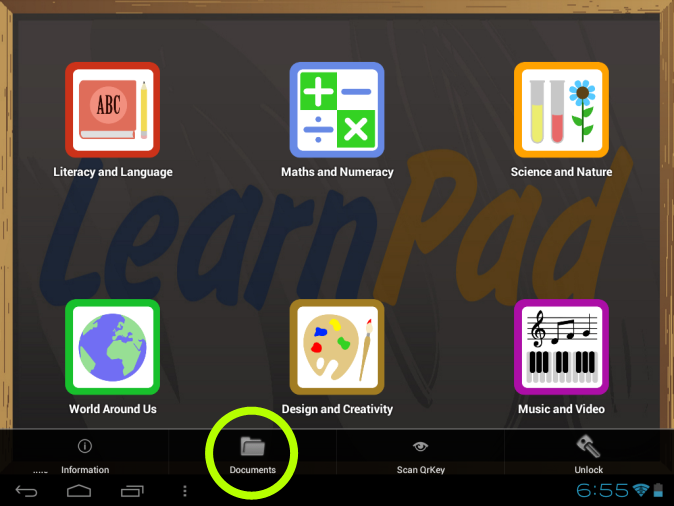 ABC
Literacy and Language
Maths and Numeracy
Science and Nature
LearnPad
World Around Us
Design and Creativity
Music and Video
Information
Documents
Scan QrKey
Unlock
6:55